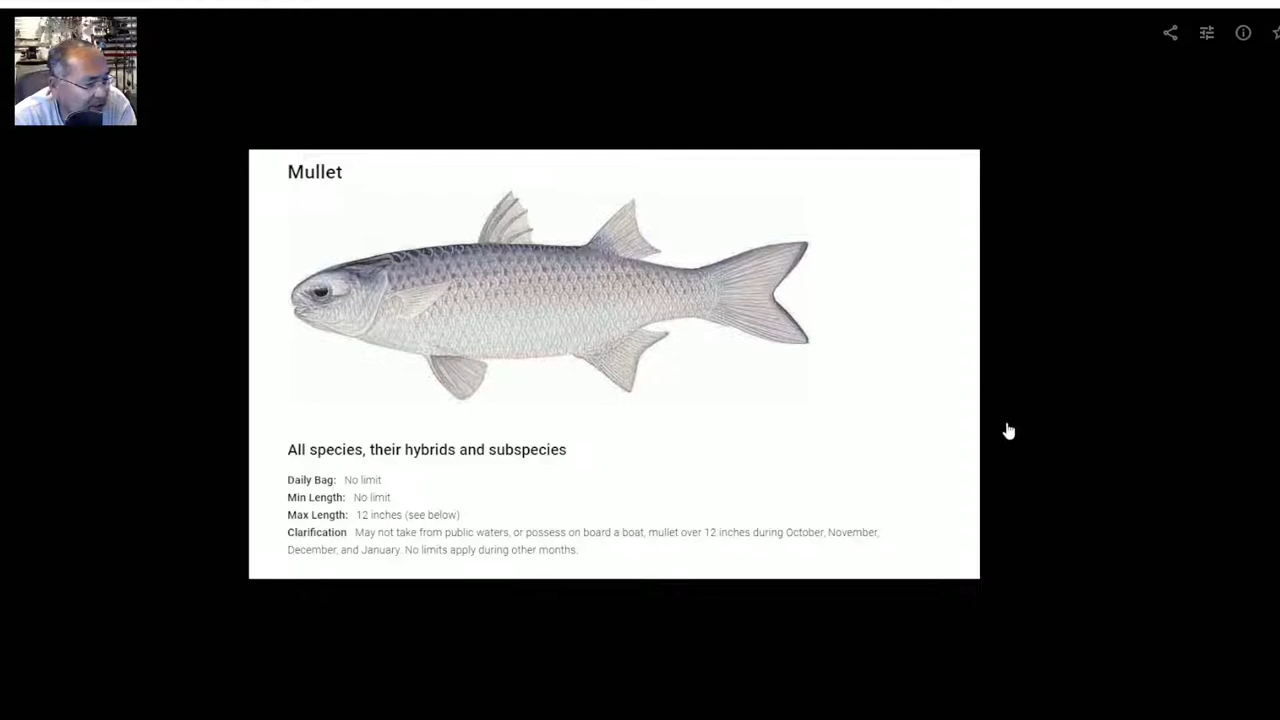 Mullet
All species, their hybrids and subspecies
Daily Bag: No limit
Min Length: No limit
Max Length: 12 inches (see below)
Clarification May not take from public waters, or possess on board a boat, mullet over 12 inches during October, November,
December, and January. No limits apply during other months.